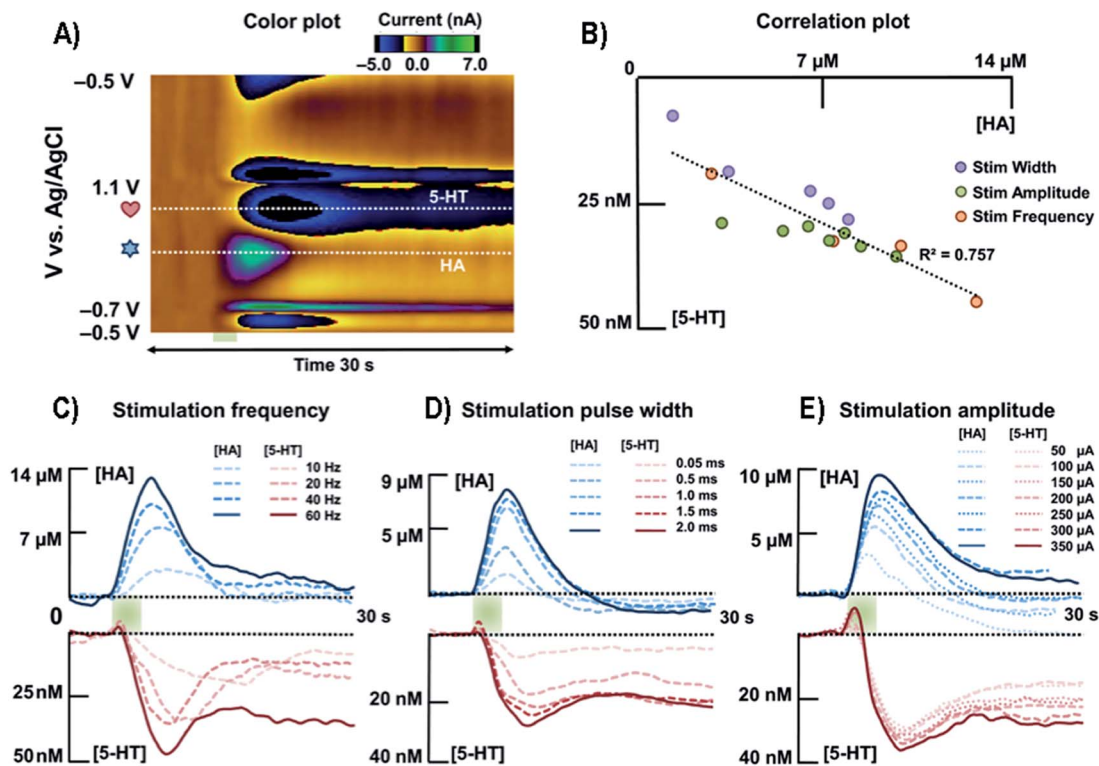 A)
Color plot
Current (nA)
–5.0 0.0 7.0
–0.5 V
1.1 V
–0.7 V
–0.5 V
V vs. Ag/AgCl
5-HT
HA
Time 30 s
B)
Correlation plot
0
7 µM
14 µM
[HA]
Stim Width
Stim Amplitude
Stim Frequency
25 nM
R² = 0.757
50 nM
[5-HT]
C)
Stimulation frequency
[HA] [5-HT]
10 Hz
20 Hz
40 Hz
60 Hz
14 µM
[HA]
7 µM
0
30 s
25 nM
50 nM
[5-HT]
D)
Stimulation pulse width
[HA] [5-HT]
0.05 ms
0.5 ms
1.0 ms
1.5 ms
2.0 ms
9 µM
[HA]
5 µM
30 s
20 nM
40 nM
[5-HT]
E)
Stimulation amplitude
[HA] [5-HT]
50 µA
100 µA
150 µA
200 µA
250 µA
300 µA
350 µA
10 µM
[HA]
5 µM
30 s
20 nM
40 nM
[5-HT]